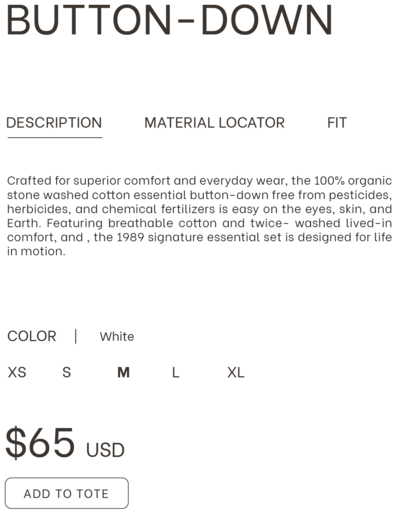 BUTTON-DOWN
DESCRIPTION MATERIAL LOCATOR FIT
Crafted for superior comfort and everyday wear, the 100% organic
stone washed cotton essential button-down free from pesticides,
herbicides, and chemical fertilizers is easy on the eyes, skin, and
Earth. Featuring breathable cotton and twice- washed lived-in
comfort, and , the 1989 signature essential set is designed for life
in motion.
COLOR | White
XS S M L XL
$65 USD
ADD TO TOTE